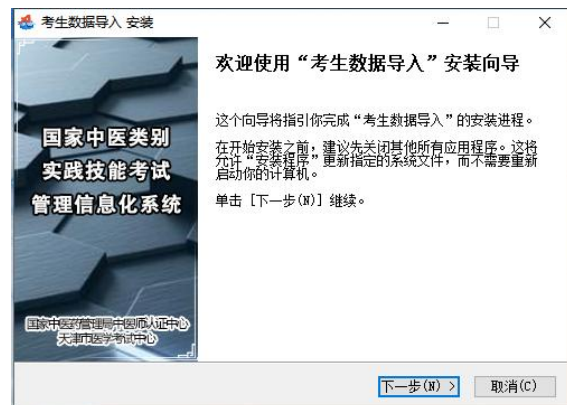 考生数据导入 安装
国家中医类别
实践技能考试
管理信息化系统
国家中医药管理局中医师认证中心
天津市医学考试中心
欢迎使用“考生数据导入”安装向导
这个向导将指引你完成“考生数据导入”的安装进程。
在开始安装之前，建议先关闭其他所有应用程序。这将
允许“安装程序”更新指定的系统文件，而不需要重新
启动你的计算机。
单击 [下一步(N)] 继续。
下一步(N) >
取消(C)